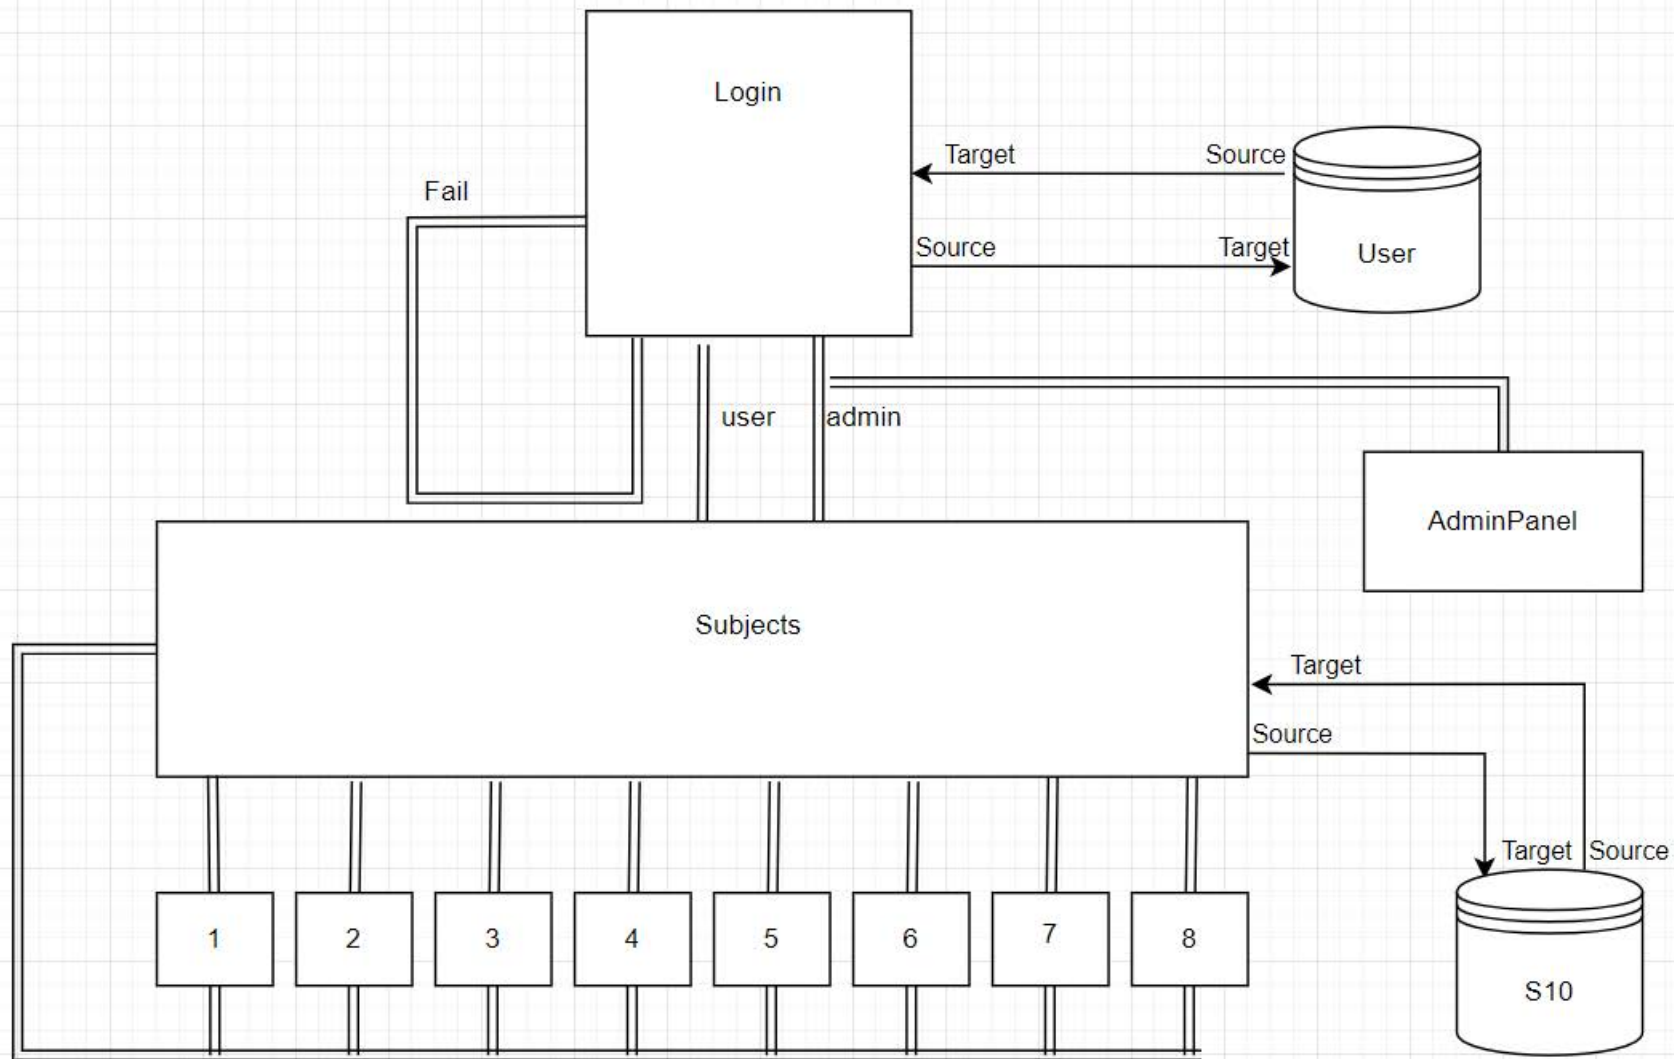 Login
Target Source
Fail
Source Target
User
user admin
AdminPanel
Subjects
Target
Source
Target Source
1 2 3 4 5 6 7 8
S10